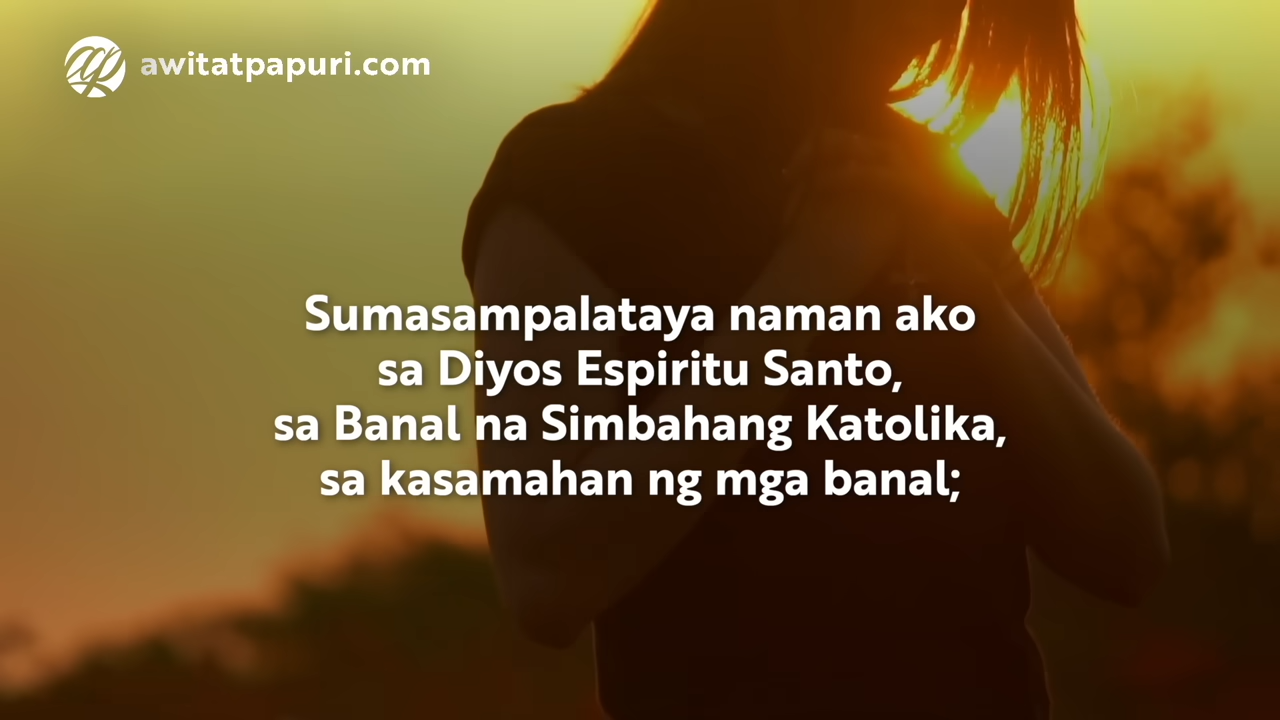 awitatpapuri.com
Sumasampalataya naman ako
sa Diyos Espiritu Santo,
sa Banal na Simbahang Katolika,
sa kasamahan ng mga banal;